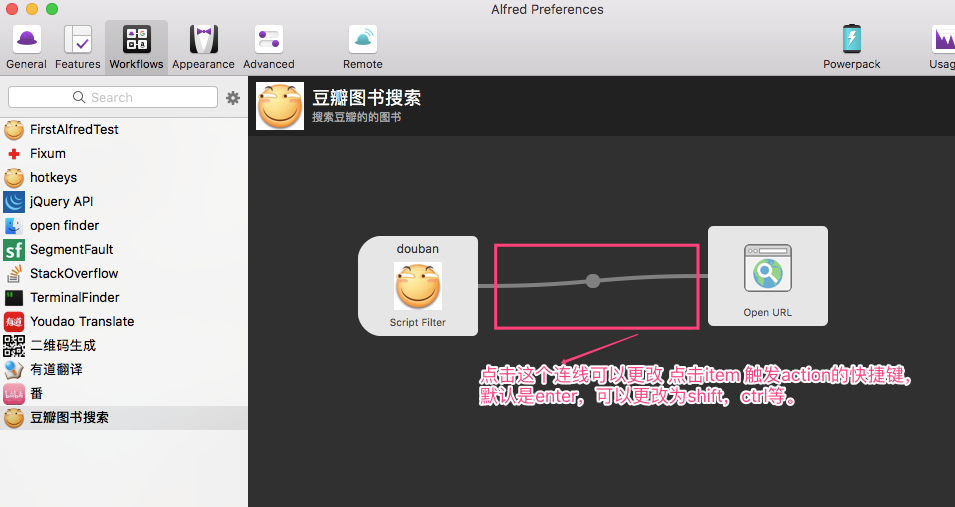 Alfred Preferences
General Features Workflows Appearance Advanced Remote Powerpack Usag
Search
豆瓣图书搜索
搜索豆瓣的的图书
FirstAlfredTest
Fixum
hotkeys
jQuery API
open finder
SegmentFault
StackOverflow
TerminalFinder
Youdao Translate
二维码生成
有道翻译
番
豆瓣图书搜索
douban
Script Filter
Open URL
点击这个连线可以更改 点击item 触发action的快捷键，
默认是enter，可以更改为shift，ctrl等。
sf
有道